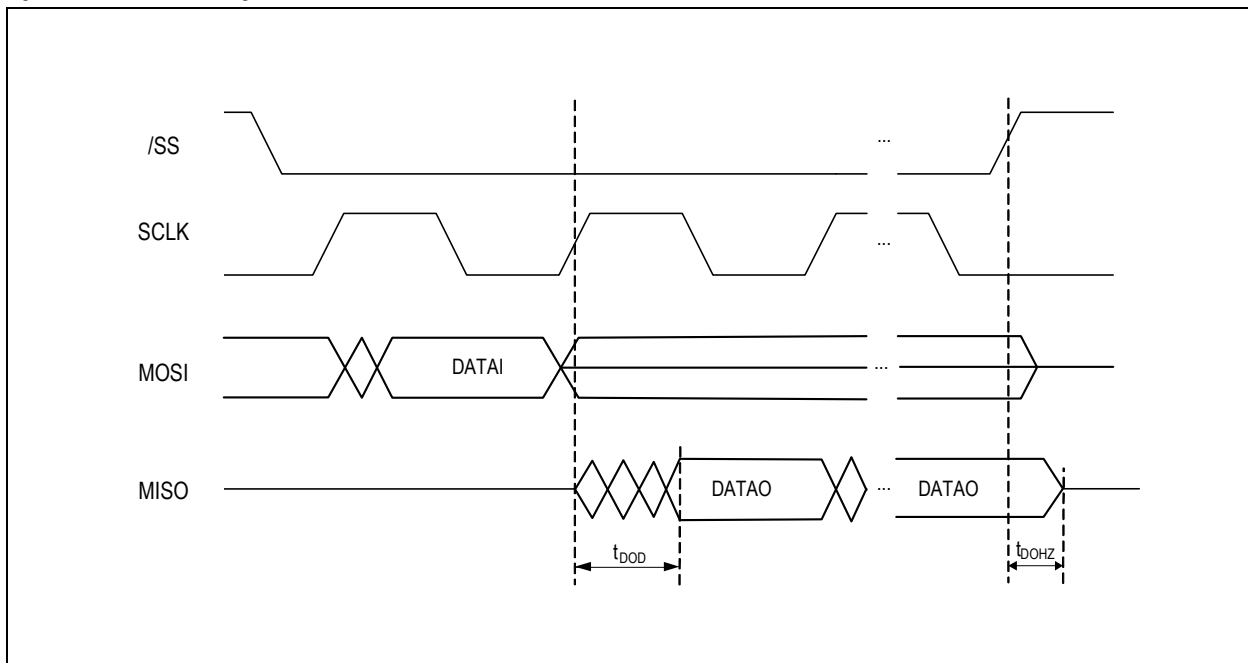 /SS
...
SCLK
...
MOSI
DATAI
...
MISO
DATAO
...
DATAO
tDOD
tDOHZ